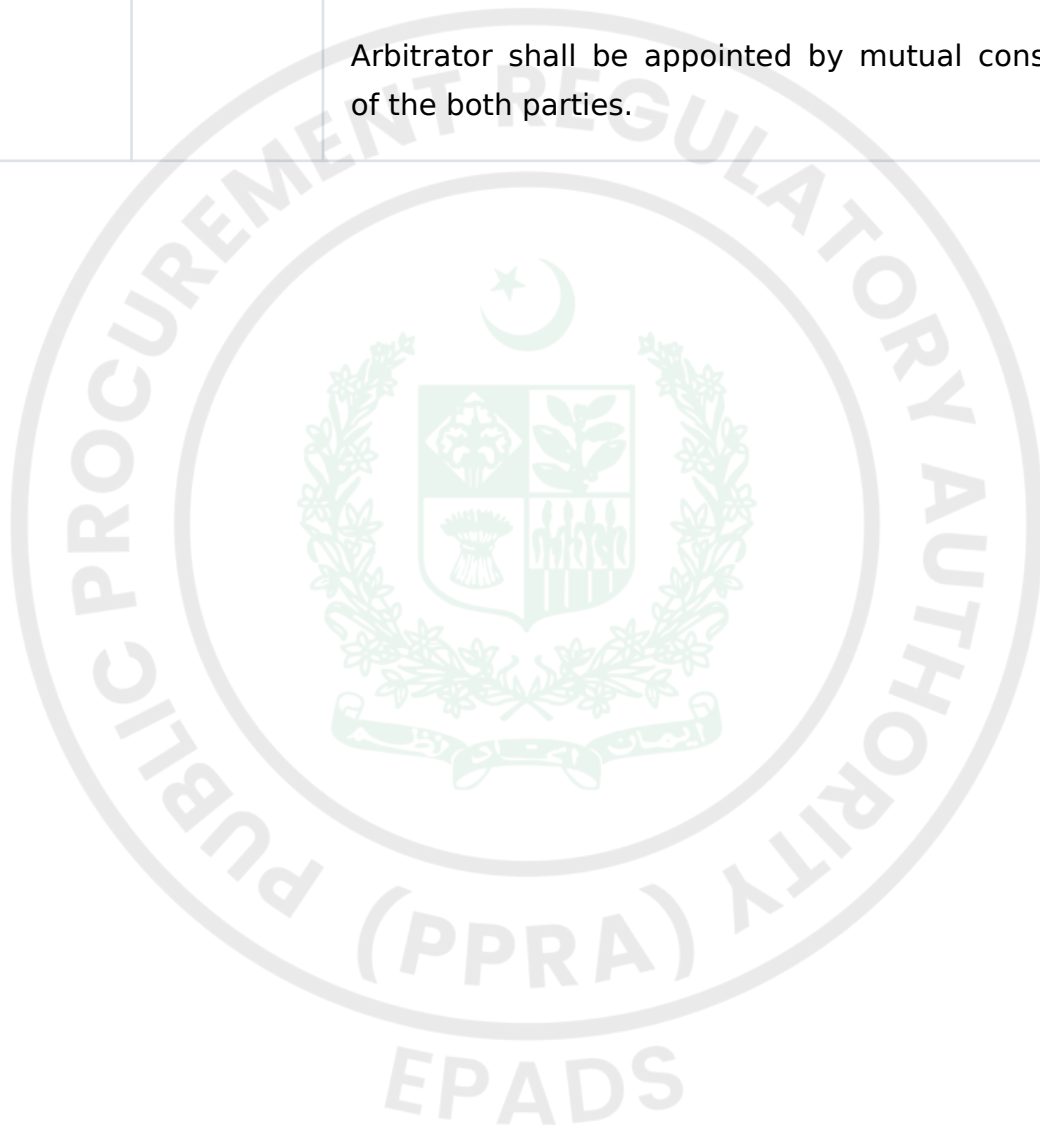 Arbitrator shall be appointed by mutual cons
of the both parties.
PUBLIC PROCUREMENT REGULATORY AUTHORITY
(PPRA)
EPADS